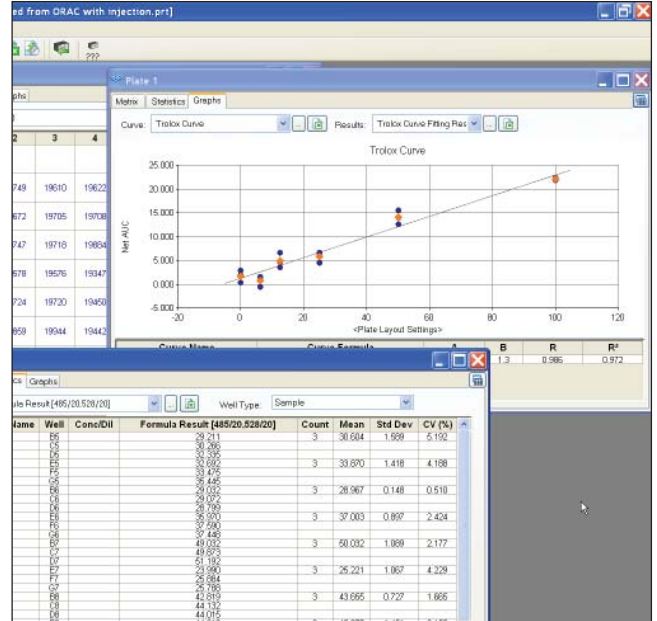 ed from ORAC with injection.prt]
???
Plate 1
phs
Matrix Statistics Graphs
Curve: Trolox Curve ... Results: Trolox Curve Fitting Res ...
2 3 4
Trolox Curve
25.000
749 19610 19622
20.000
672 19705 19708
15.000
747 19718 19884
Net AUC
10.000
5.000
578 19576 19347
0.000
724 19720 19450
-5.000
-20 0 20 40 60 80 100 120
859 19944 19442
<Plate Layout Settings>
Curve Name Curve Formula A B R R²
1.3 0.986 0.972
cs Graphs
ula Result [485/20,528/20] ... Well Type: Sample
Name Well Conc/Dil Formula Result [485/20,528/20] Count Mean Std Dev CV (%)
B5 29.211 3 30.604 1.589 5.192
C5 30.266
D5 32.335
E5 32.692 3 33.870 1.418 4.188
F5 33.475
G5 35.445
B6 29.032 3 28.967 0.148 0.510
C6 29.072
D6 28.799
E6 35.970 3 37.003 0.897 2.424
F6 37.590
G6 37.448
B7 49.032 3 50.032 1.089 2.177
C7 49.873
D7 51.192
E7 23.990 3 25.221 1.067 4.229
F7 25.884
G7 25.788
B8 42.819 3 43.655 0.727 1.665
C8 44.132
D8 44.015